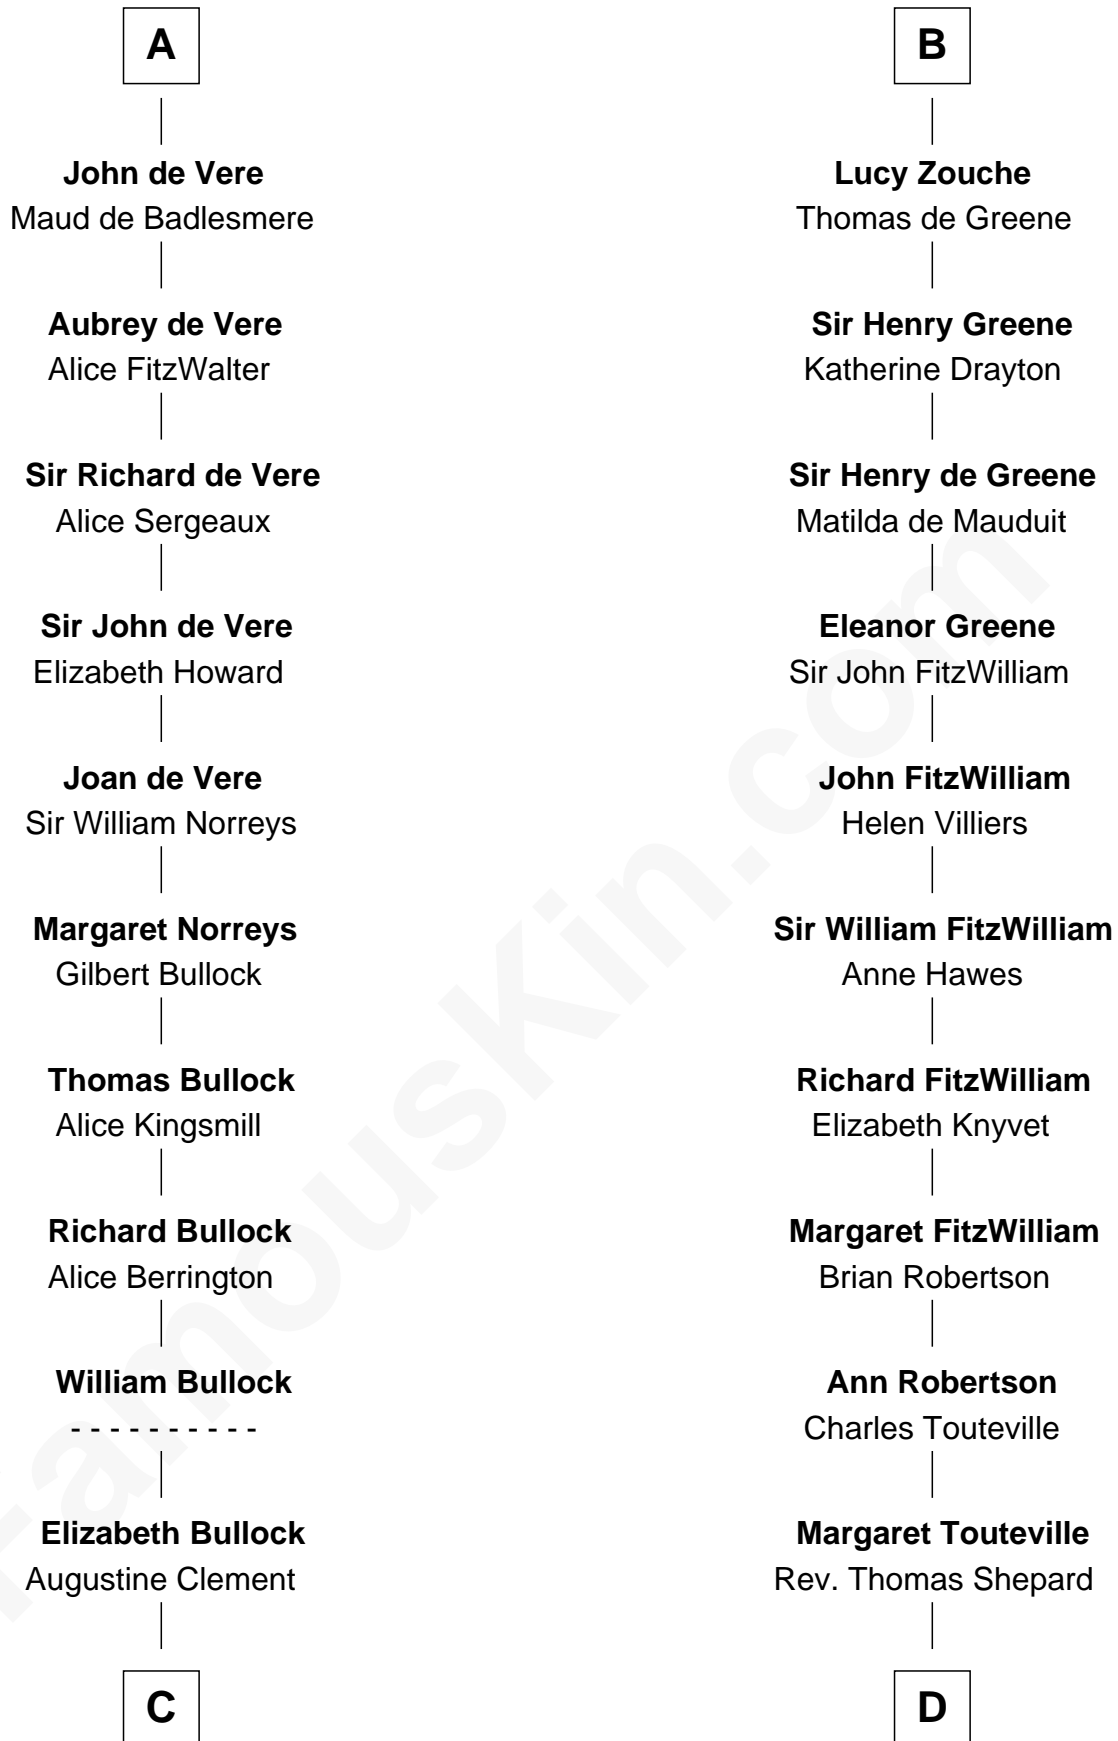 A
John de Vere
Maud de Badlesmere
Aubrey de Vere
Alice FitzWalter
Sir Richard de Vere
Alice Sergeaux
Sir John de Vere
Elizabeth Howard
Joan de Vere
Sir William Norreys
Margaret Norreys
Gilbert Bullock
Thomas Bullock
Alice Kingsmill
Richard Bullock
Alice Berrington
William Bullock
- - - - - - - - - -
Elizabeth Bullock
Augustine Clement
C
B
Lucy Zouche
Thomas de Greene
Sir Henry Greene
Katherine Drayton
Sir Henry de Greene
Matilda de Mauduit
Eleanor Greene
Sir John FitzWilliam
John FitzWilliam
Helen Villiers
Sir William FitzWilliam
Anne Hawes
Richard FitzWilliam
Elizabeth Knyvet
Margaret FitzWilliam
Brian Robertson
Ann Robertson
Charles Touteville
Margaret Touteville
Rev. Thomas Shepard
D
FamousKin.com